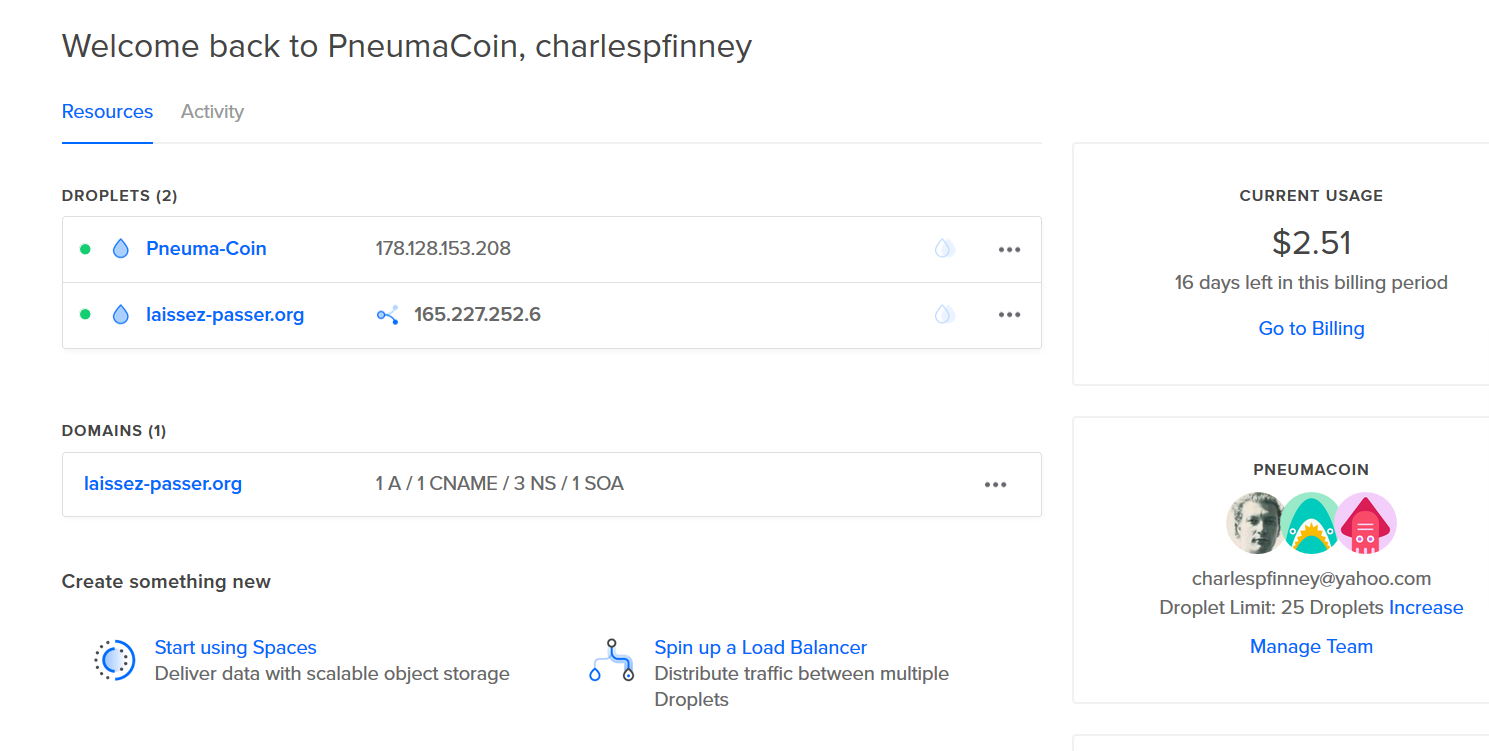 Welcome back to PneumaCoin, charlespfinney
Resources Activity
DROPLETS (2)
Pneuma-Coin 178.128.153.208
laissez-passer.org 165.227.252.6
DOMAINS (1)
laissez-passer.org 1 A / 1 CNAME / 3 NS / 1 SOA
Create something new
Start using Spaces
Deliver data with scalable object storage
Spin up a Load Balancer
Distribute traffic between multiple
Droplets
CURRENT USAGE
$2.51
16 days left in this billing period
Go to Billing
PNEUMACOIN
charlespfinney@yahoo.com
Droplet Limit: 25 Droplets Increase
Manage Team